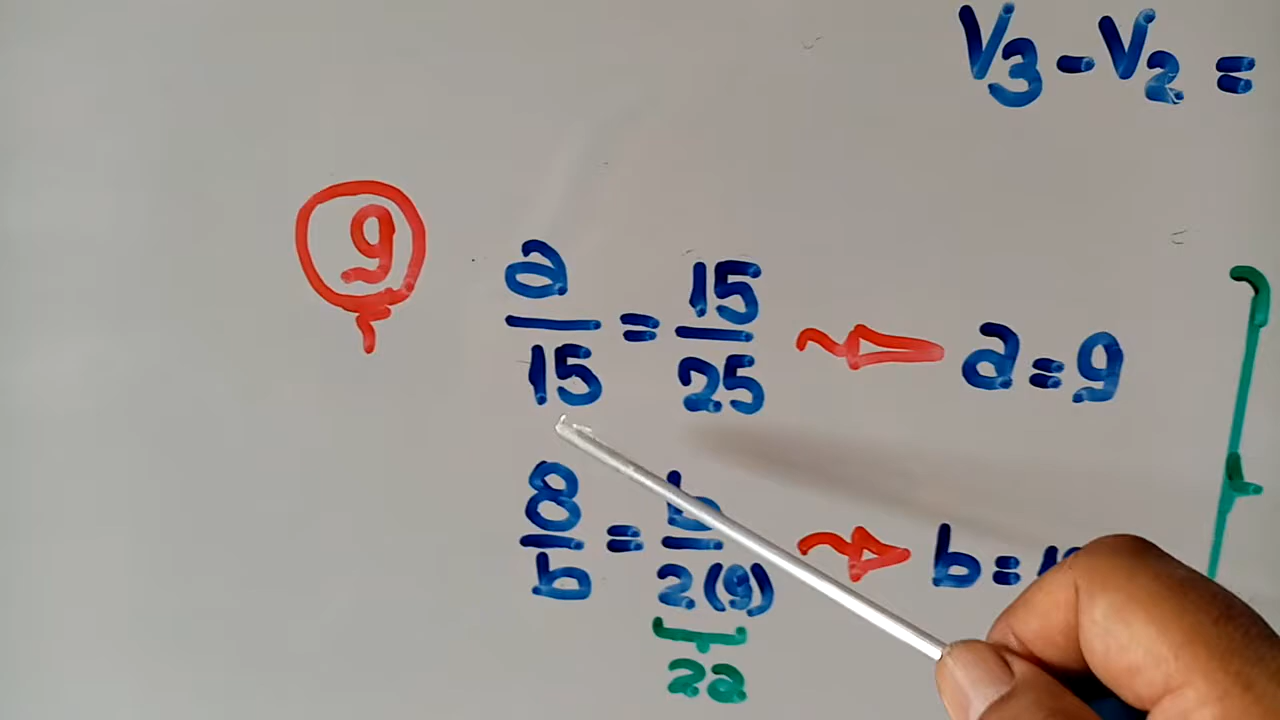 V3 - V2 =
9
a/15 = 15/25 a = 9
8/b = b/2(9) b =
2a